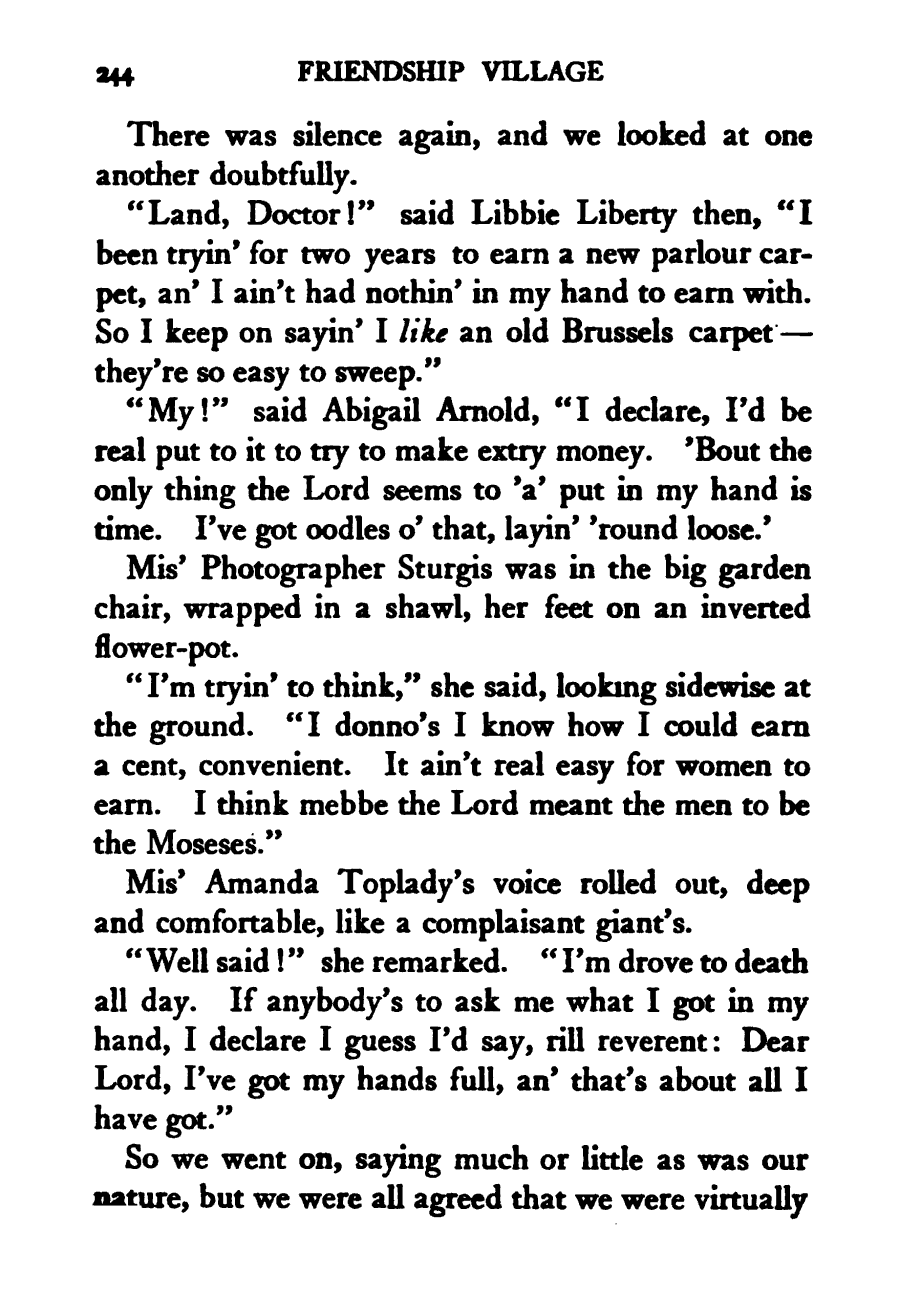 244 FRIENDSHIP VILLAGE
There was silence again, and we looked at one
another doubtfully.
“Land, Doctor!” said Libbie Liberty then, “I
been tryin’ for two years to earn a new parlour car-
pet, an’ I ain’t had nothin’ in my hand to earn with.
So I keep on sayin’ I like an old Brussels carpet —
they’re so easy to sweep.”
“My!” said Abigail Arnold, “I declare, I’d be
real put to it to try to make extry money. ’Bout the
only thing the Lord seems to ’a’ put in my hand is
time. I’ve got oodles o’ that, layin’ ’round loose.’
Mis’ Photographer Sturgis was in the big garden
chair, wrapped in a shawl, her feet on an inverted
flower-pot.
“I’m tryin’ to think,” she said, looking sidewise at
the ground. “I donno’s I know how I could earn
a cent, convenient. It ain’t real easy for women to
earn. I think mebbe the Lord meant the men to be
the Moseses.”
Mis’ Amanda Toplady’s voice rolled out, deep
and comfortable, like a complaisant giant’s.
“Well said!” she remarked. “I’m drove to death
all day. If anybody’s to ask me what I got in my
hand, I declare I guess I’d say, rill reverent: Dear
Lord, I’ve got my hands full, an’ that’s about all I
have got.”
So we went on, saying much or little as was our
nature, but we were all agreed that we were virtually